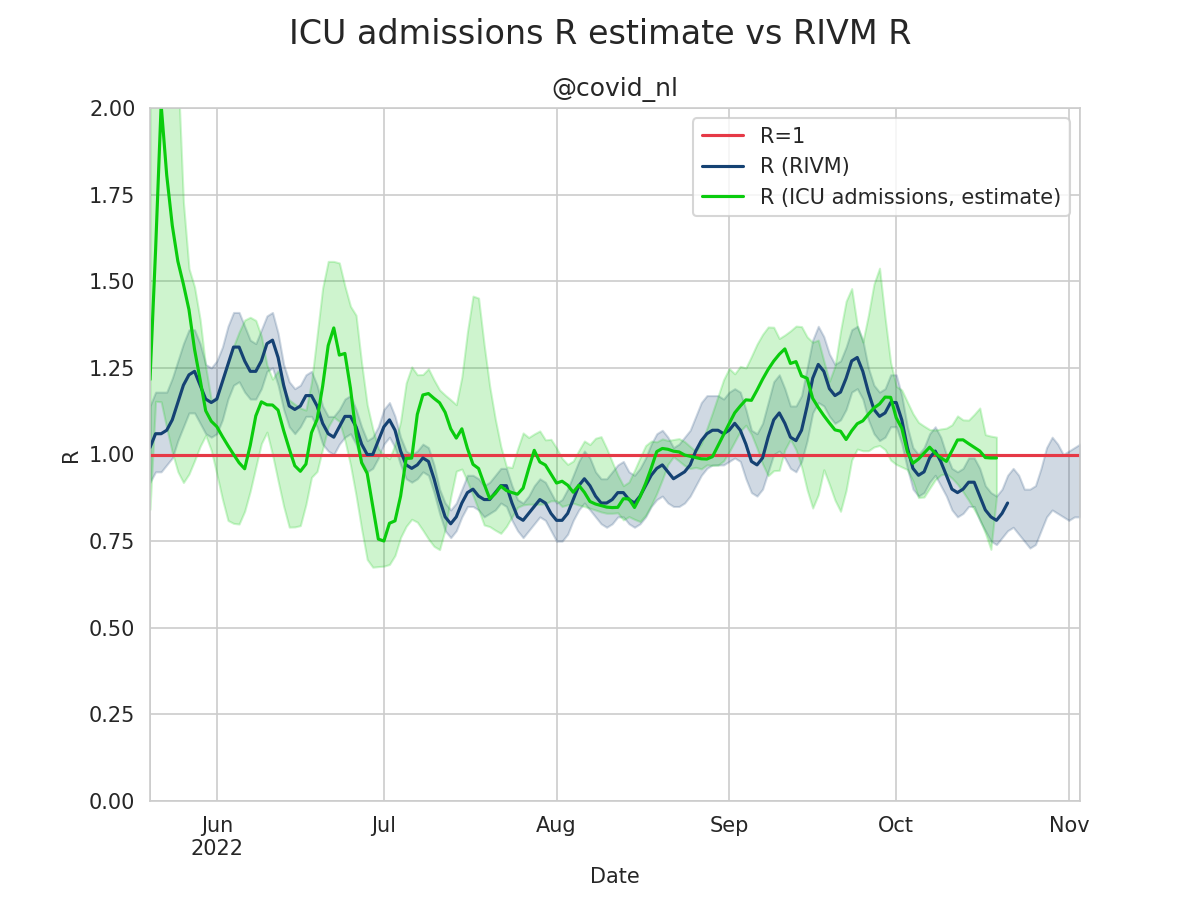 ICU admissions R estimate vs RIVM R
@covid_nl
R=1
R (RIVM)
R (ICU admissions, estimate)
2.00
1.75
1.50
1.25
1.00
0.75
0.50
0.25
0.00
R
Jun
2022
Jul
Aug
Sep
Oct
Nov
Date